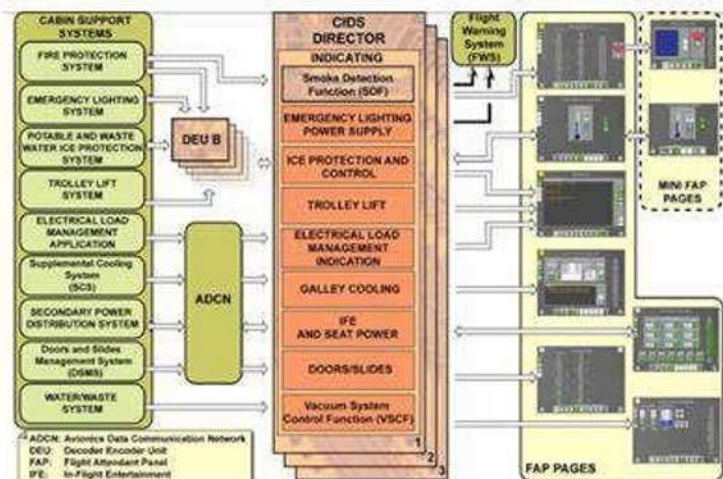 CABIN SUPPORT
SYSTEMS
FIRE PROTECTION
SYSTEM
EMERGENCY LIGHTING
SYSTEM
POTABLE AND WASTE
WATER ICE PROTECTION
SYSTEM
TROLLEY LIFT
SYSTEM
ELECTRICAL LOAD
MANAGEMENT
APPLICATION
Supplemental Cooling
System
(SCS)
SECONDARY POWER
DISTRIBUTION SYSTEM
Doors and Slides
Management System
(DSMS)
WATER/WASTE
SYSTEM
DEU B
ADCN
CIDS
DIRECTOR
INDICATING
Smoke Detection
Function (SDF)
EMERGENCY LIGHTING
POWER SUPPLY
ICE PROTECTION AND
CONTROL
TROLLEY LIFT
ELECTRICAL LOAD
MANAGEMENT
INDICATION
GALLEY COOLING
IFE
AND SEAT POWER
DOORS/SLIDES
Vacuum System
Control Function (VSCF)
1
2
3
Flight
Warning
System
(FWS)
MINI FAP
PAGES
FAP PAGES
ADCN: Avionics Data Communication Network
DEU: Decoder Encoder Unit
FAP: Flight Attendant Panel
IFE: In-Flight Entertainment